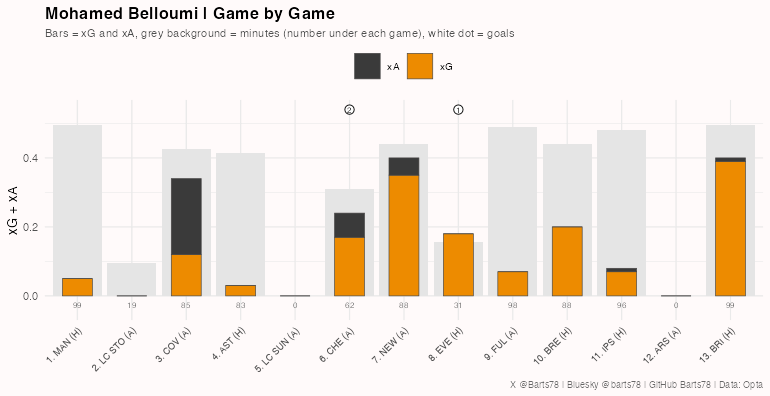 Mohamed Belloumi | Game by Game
Bars = xG and xA, grey background = minutes (number under each game), white dot = goals
xA xG
2 1
xG + xA
0.4
0.2
0.0
99 19 85 83 0 62 88 31 98 88 96 0 99
1. MAN (H)
2. LC STO (A)
3. COV (A)
4. AST (H)
5. LC SUN (A)
6. CHE (A)
7. NEW (A)
8. EVE (H)
9. FUL (A)
10. BRE (H)
11. IPS (H)
12. ARS (A)
13. BRI (H)
X @Barts78 | Bluesky @barts78 | GitHub Barts78 | Data: Opta